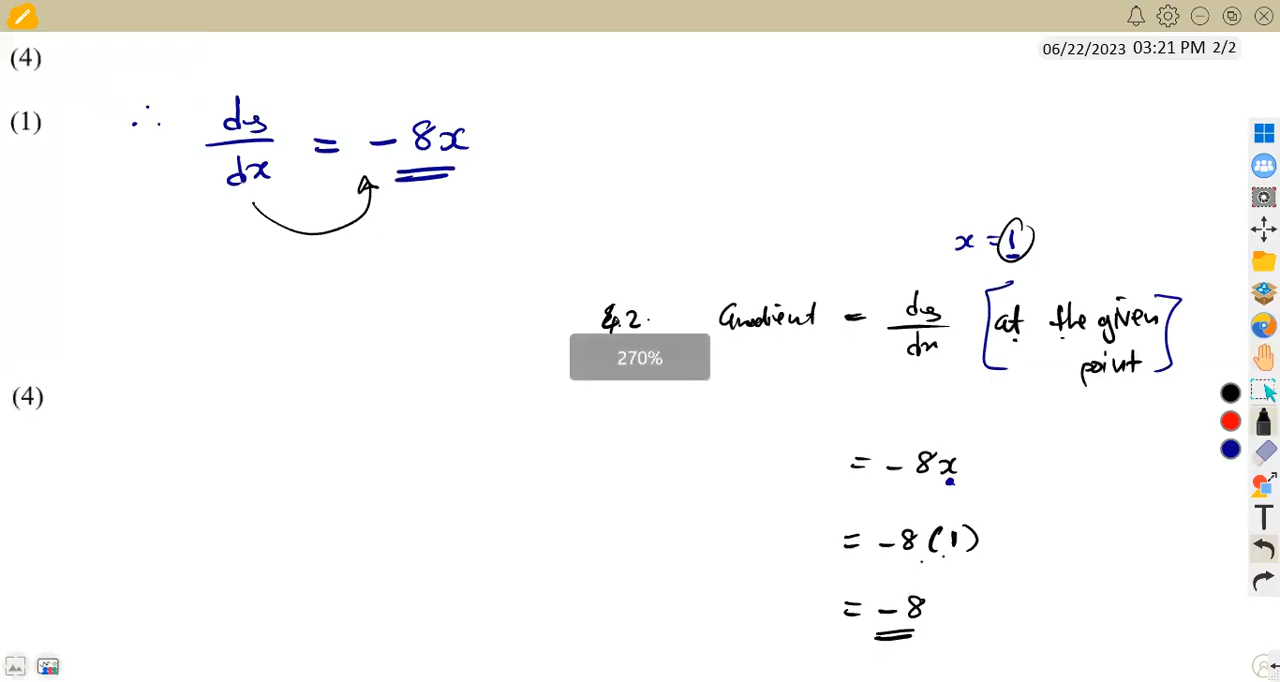 06/22/2023 03:21 PM 2/2
(4)
(1)
∴ dy/dx = -8x
x = 1
Gradient = dy/dx [at the given point]
270%
(4)
= -8x
= -8(1)
= -8
T